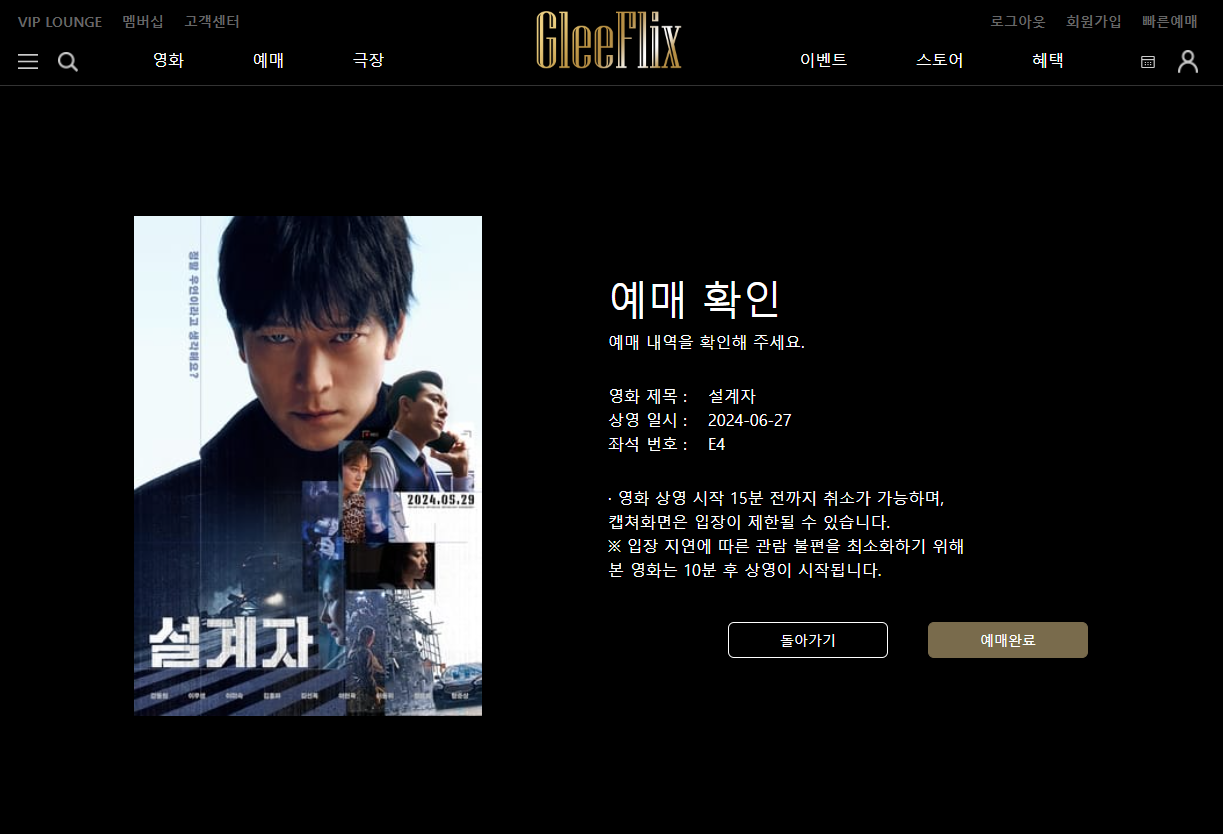 VIP LOUNGE 멤버십 고객센터
로그아웃 회원가입 빠른예매
GleeFlix
영화 예매 극장
이벤트 스토어 혜택
정말 우연이라고 생각해요?
2024.05.29
설계자
예매 확인
예매 내역을 확인해 주세요.
영화 제목 : 설계자
상영 일시 : 2024-06-27
좌석 번호 : E4
· 영화 상영 시작 15분 전까지 취소가 가능하며,
캡쳐화면은 입장이 제한될 수 있습니다.
※ 입장 지연에 따른 관람 불편을 최소화하기 위해
본 영화는 10분 후 상영이 시작됩니다.
돌아가기 예매완료